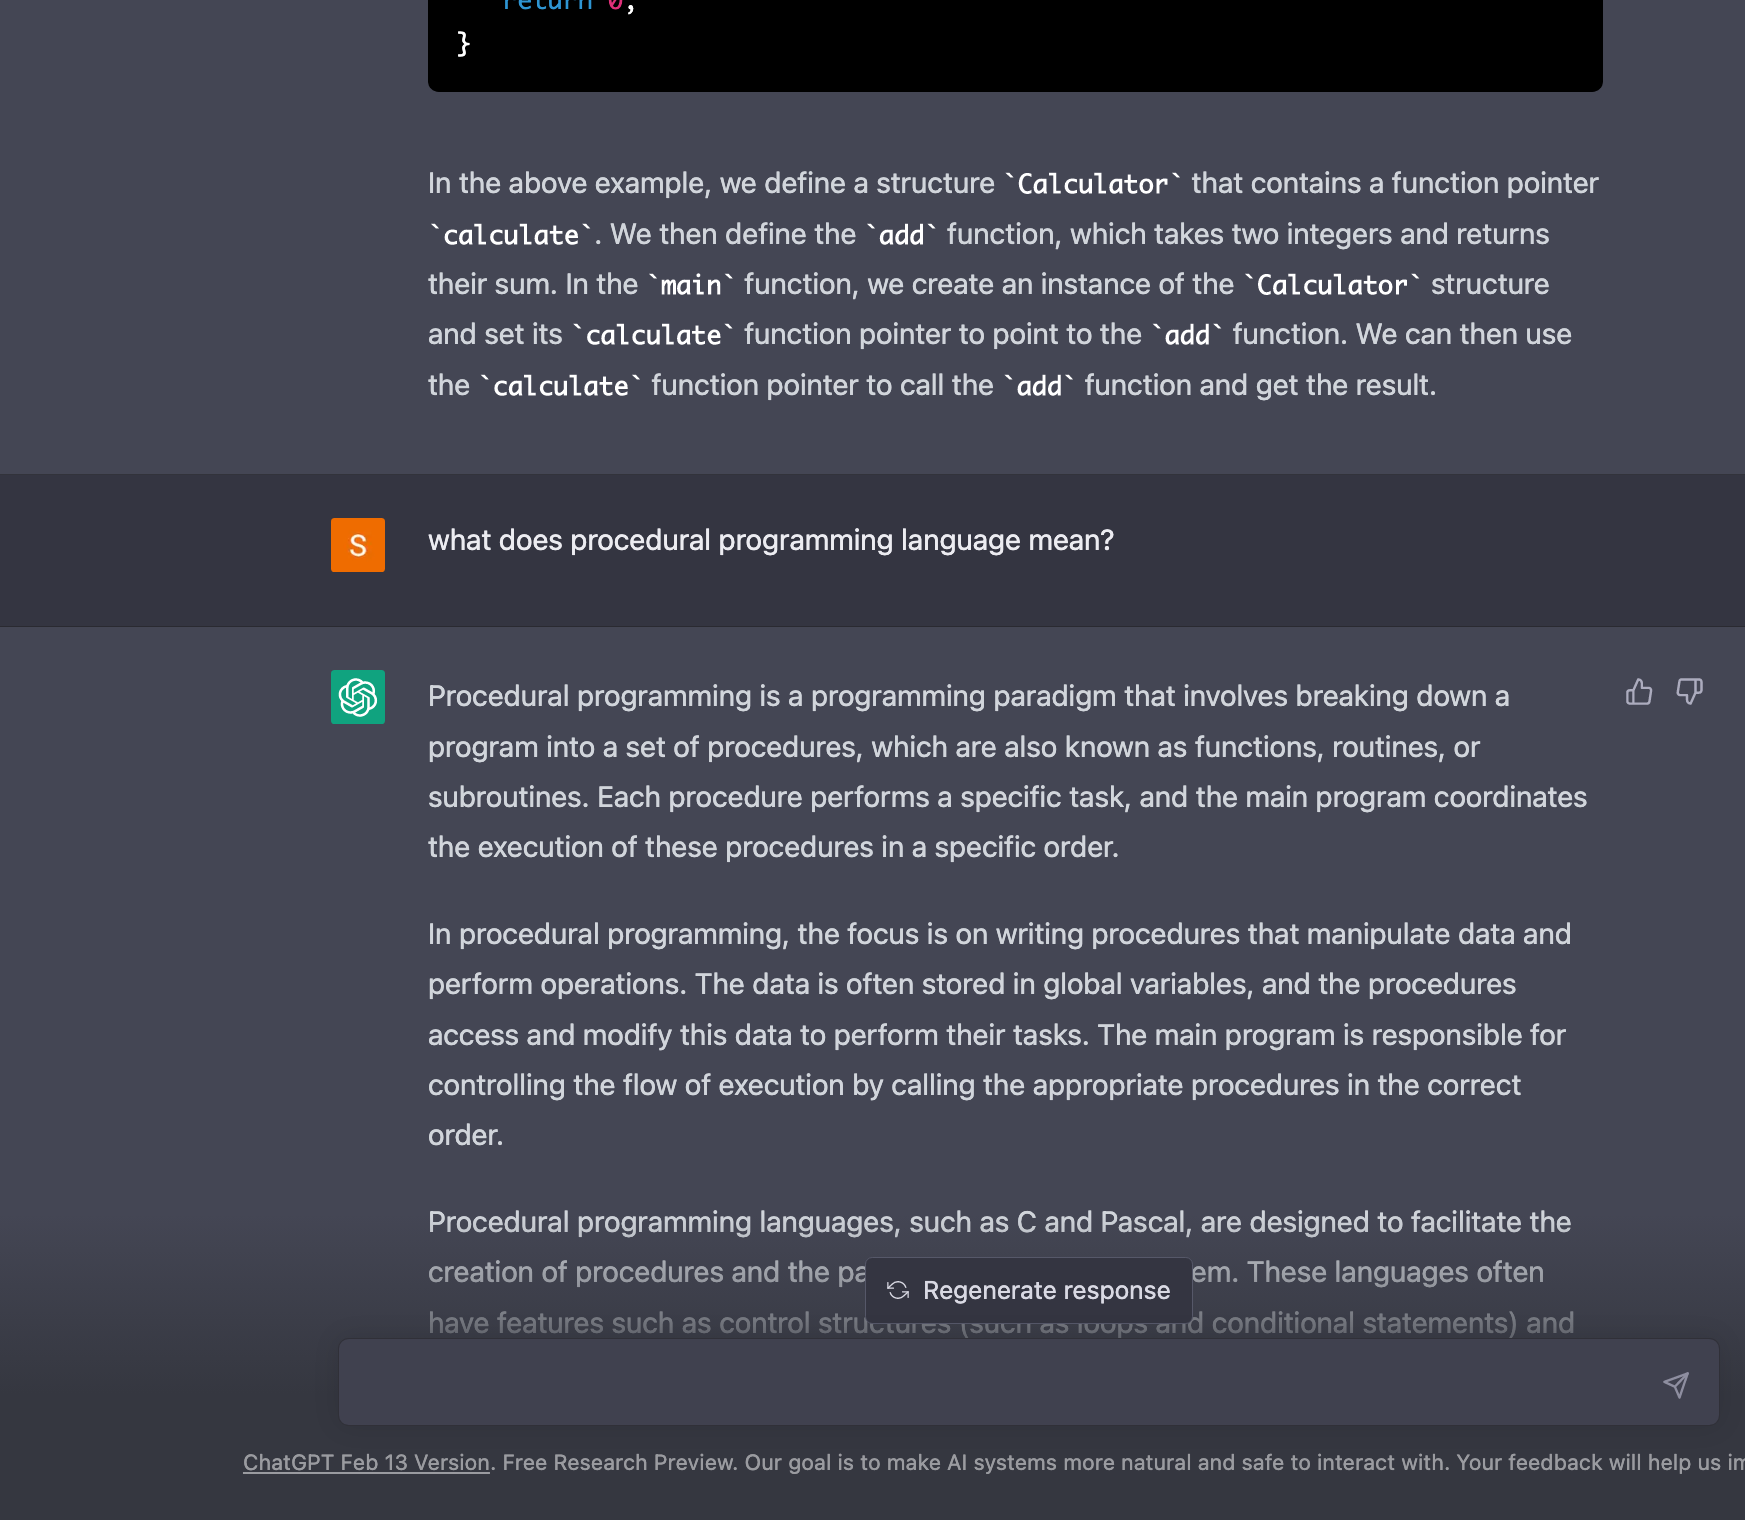 return 0;
}
In the above example, we define a structure `Calculator` that contains a function pointer
`calculate`. We then define the `add` function, which takes two integers and returns
their sum. In the `main` function, we create an instance of the `Calculator` structure
and set its `calculate` function pointer to point to the `add` function. We can then use
the `calculate` function pointer to call the `add` function and get the result.
S
what does procedural programming language mean?
Procedural programming is a programming paradigm that involves breaking down a
program into a set of procedures, which are also known as functions, routines, or
subroutines. Each procedure performs a specific task, and the main program coordinates
the execution of these procedures in a specific order.
In procedural programming, the focus is on writing procedures that manipulate data and
perform operations. The data is often stored in global variables, and the procedures
access and modify this data to perform their tasks. The main program is responsible for
controlling the flow of execution by calling the appropriate procedures in the correct
order.
Procedural programming languages, such as C and Pascal, are designed to facilitate the
creation of procedures and the These languages often
Regenerate response
have features such as control structures (such as loops and conditional statements) and
ChatGPT Feb 13 Version. Free Research Preview. Our goal is to make AI systems more natural and safe to interact with. Your feedback will help us